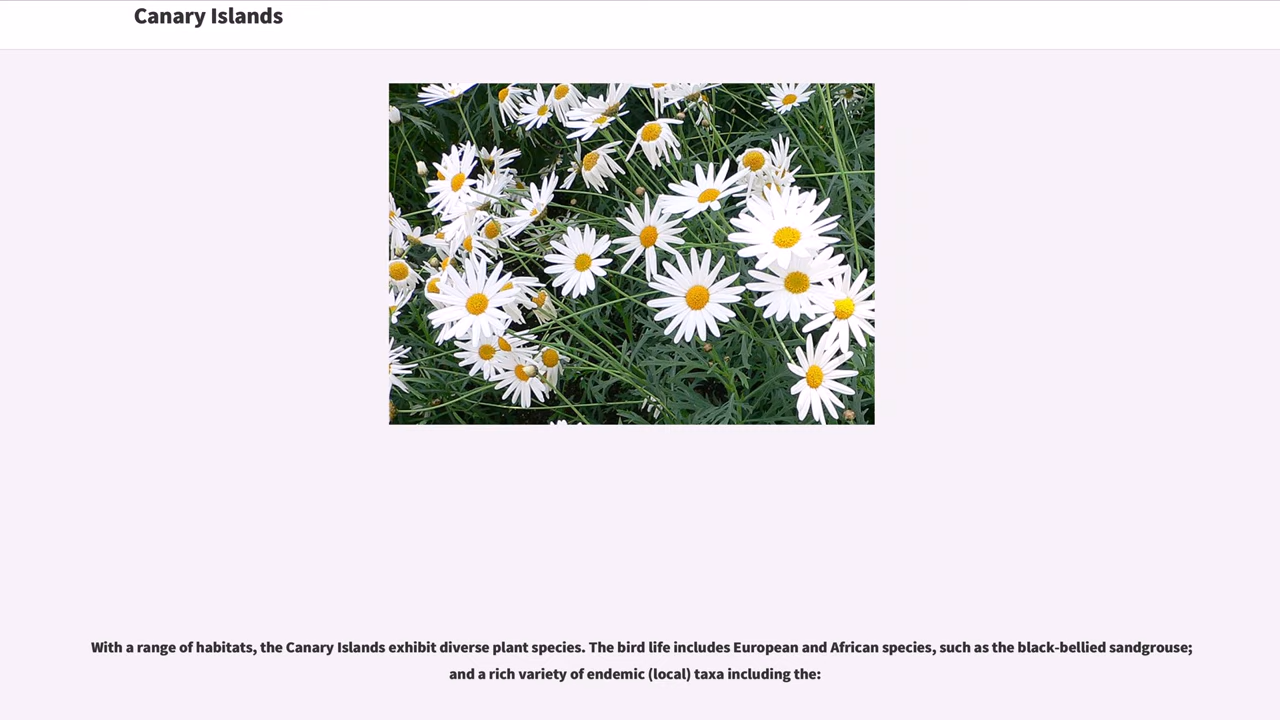 Canary Islands
With a range of habitats, the Canary Islands exhibit diverse plant species. The bird life includes European and African species, such as the black-bellied sandgrouse;
and a rich variety of endemic (local) taxa including the: